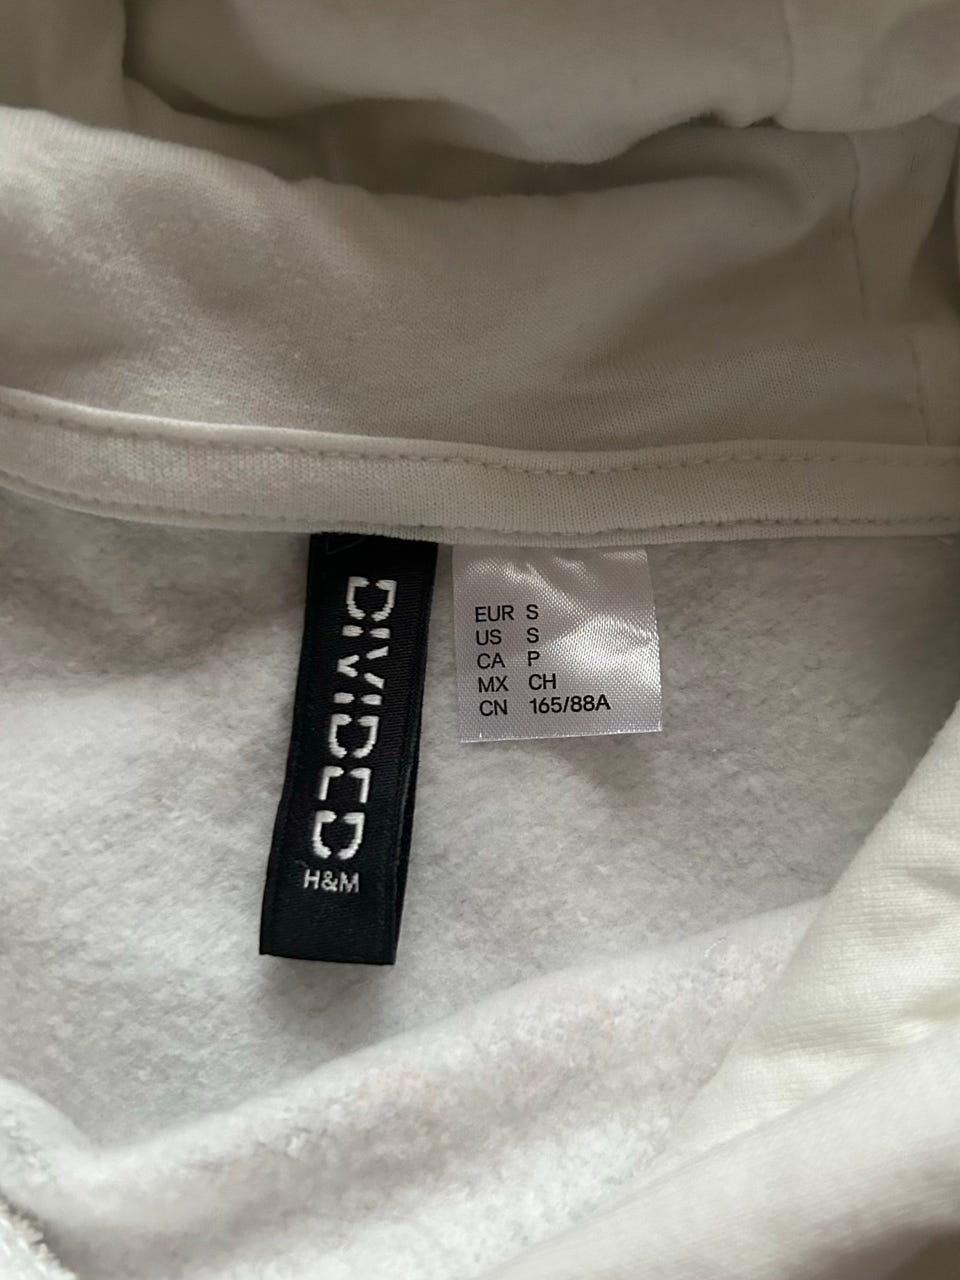 DIVIDED
H&M
EUR S
US S
CA P
MX CH
CN 165/88A